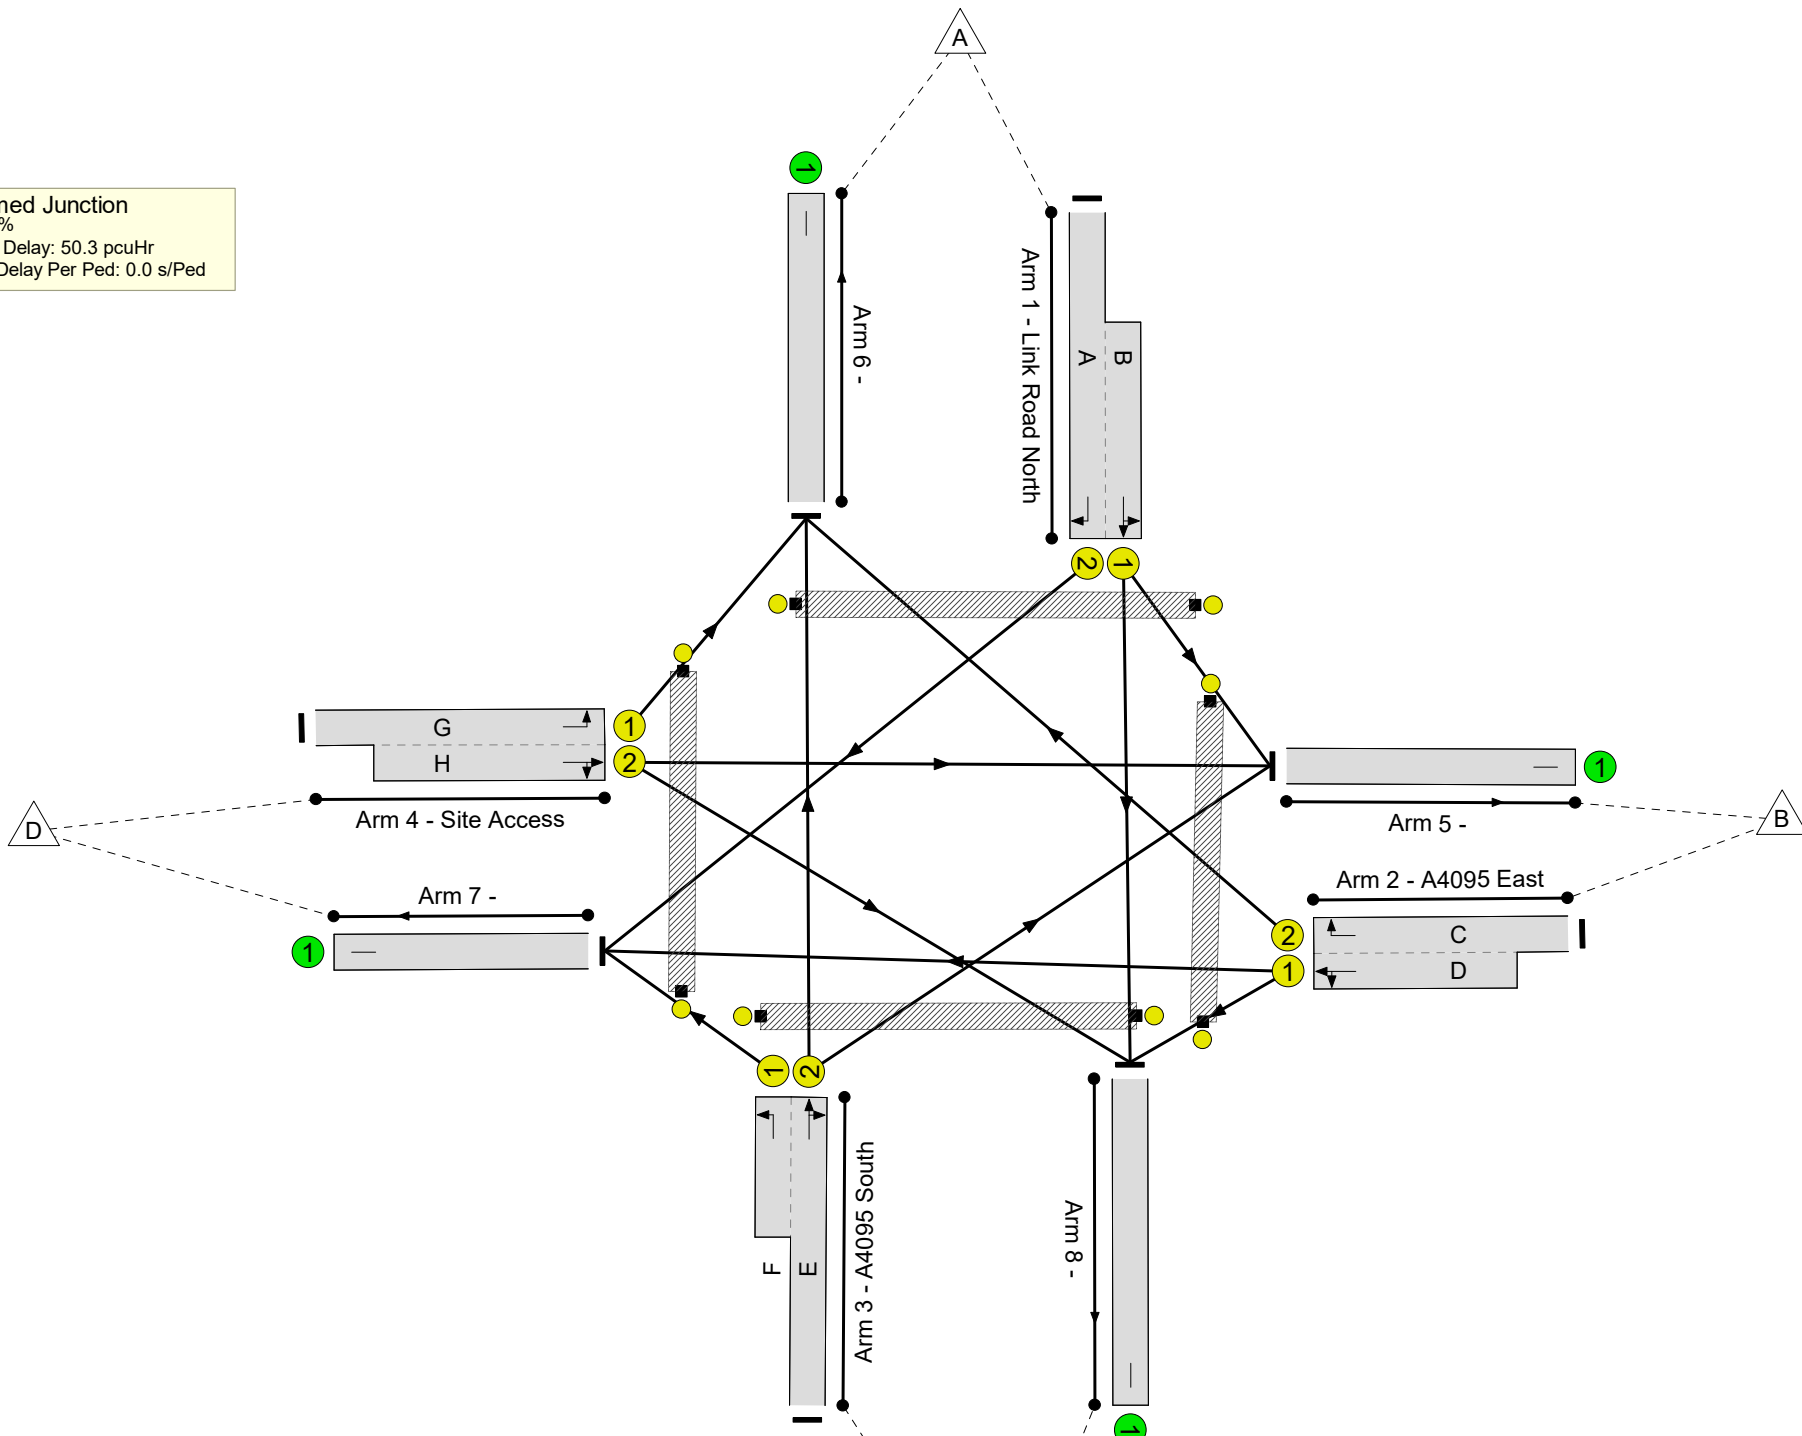 A
1
Junction
%
Delay: 50.3 pcuHr
Delay Per Ped: 0.0 s/Ped
Arm 6 -
Arm 1 - Link Road North
A
B
2
1
G
H
1
2
Arm 4 - Site Access
D
Arm 7 -
1
1
Arm 5 -
B
Arm 2 - A4095 East
2
1
C
D
1
2
F
E
Arm 3 - A4095 South
Arm 8 -
1